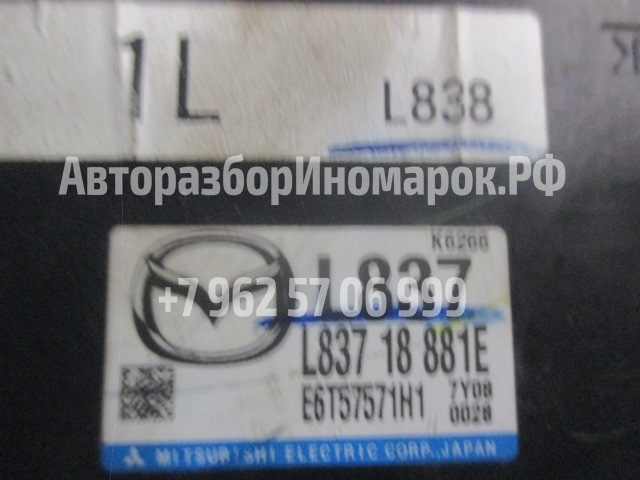 1L
L838
АвторазборИномарок.РФ
K0200
L837
+7 962 57 06 999
L837 18 881E
E6T57571H1
7Y08
0028
MITSUBISHI ELECTRIC CORP. JAPAN